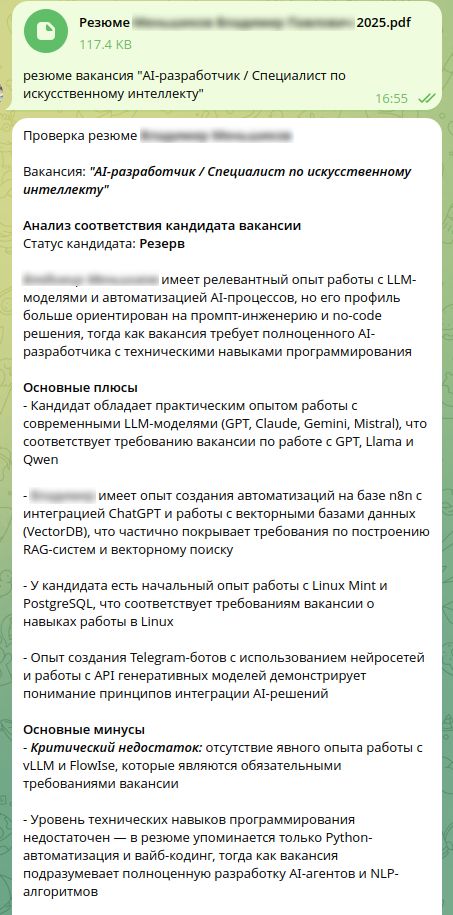 Резюме 2025.pdf
117.4 KB
резюме вакансия "AI-разработчик / Специалист по
искусственному интеллекту"
16:55
Проверка резюме
Вакансия: "AI-разработчик / Специалист по искусственному
интеллекту"
Анализ соответствия кандидата вакансии
Статус кандидата: Резерв
имеет релевантный опыт работы с LLM-
моделями и автоматизацией AI-процессов, но его профиль
больше ориентирован на промпт-инженерию и no-code
решения, тогда как вакансия требует полноценного AI-
разработчика с техническими навыками программирования
Основные плюсы
- Кандидат обладает практическим опытом работы с
современными LLM-моделями (GPT, Claude, Gemini, Mistral), что
соответствует требованию вакансии по работе с GPT, Llama и
Qwen
- имеет опыт создания автоматизаций на базе n8n с
интеграцией ChatGPT и работы с векторными базами данных
(VectorDB), что частично покрывает требования по построению
RAG-систем и векторному поиску
- У кандидата есть начальный опыт работы с Linux Mint и
PostgreSQL, что соответствует требованиям вакансии о
навыках работы в Linux
- Опыт создания Telegram-ботов с использованием нейросетей
и работы с API генеративных моделей демонстрирует
понимание принципов интеграции AI-решений
Основные минусы
- Критический недостаток: отсутствие явного опыта работы с
vLLM и FlowIse, которые являются обязательными
требованиями вакансии
- Уровень технических навыков программирования
недостаточен — в резюме упоминается только Python-
автоматизация и вайб-кодинг, тогда как вакансия
подразумевает полноценную разработку AI-агентов и NLP-
алгоритмов